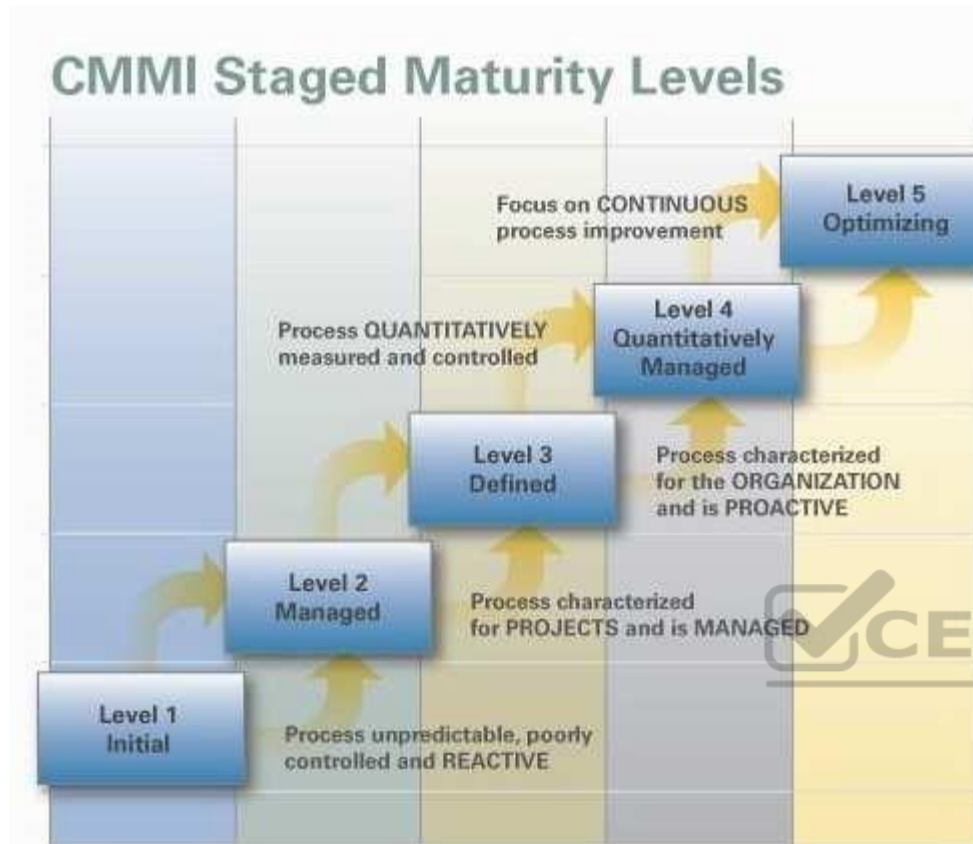 CMMI Staged Maturity Levels
Level 5
Optimizing
Focus on CONTINUOUS
process improvement
Level 4
Quantitatively
Managed
Process QUANTITATIVELY
measured and controlled
Level 3
Defined
Process characterized
for the ORGANIZATION
and is PROACTIVE
Level 2
Managed
Process characterized
for PROJECTS and is MANAGED
Level 1
Initial
Process unpredictable, poorly
controlled and REACTIVE
CE